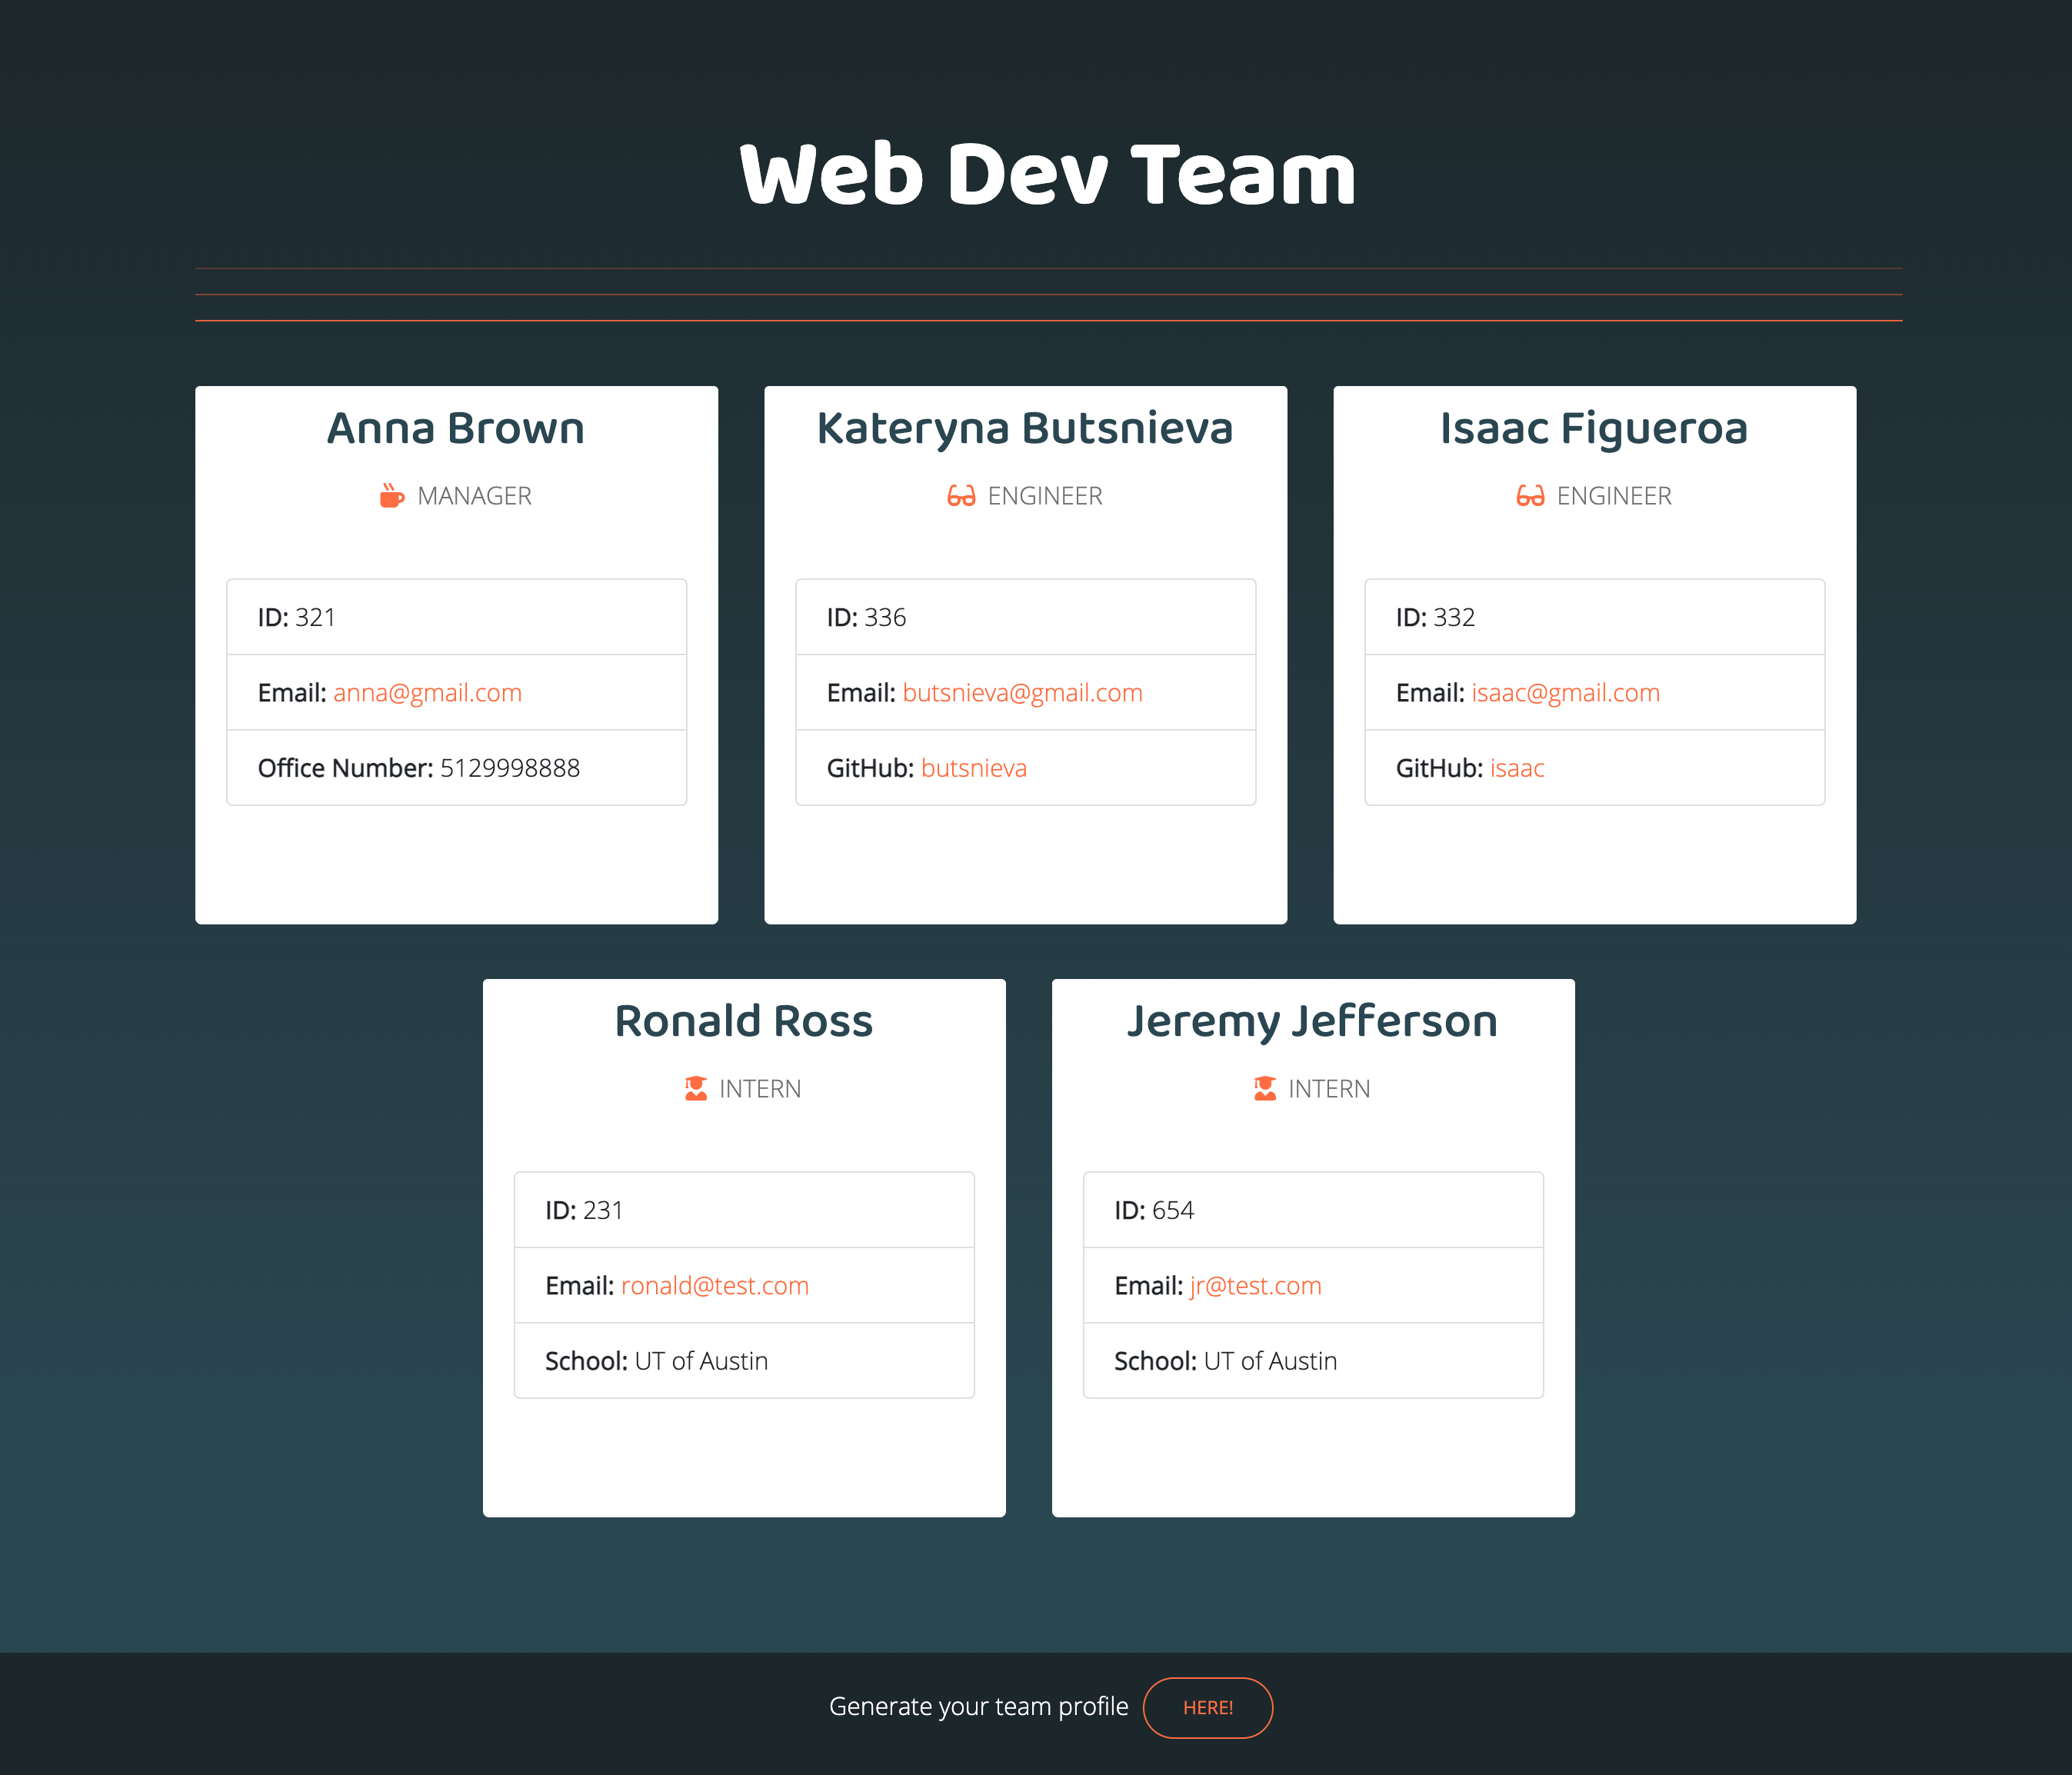 Web Dev Team
Anna Brown
MANAGER
ID: 321
Email: anna@gmail.com
Office Number: 5129998888
Kateryna Butsnieva
ENGINEER
ID: 336
Email: butsnieva@gmail.com
GitHub: butsnieva
Isaac Figueroa
ENGINEER
ID: 332
Email: isaac@gmail.com
GitHub: isaac
Ronald Ross
INTERN
ID: 231
Email: ronald@test.com
School: UT of Austin
Jeremy Jefferson
INTERN
ID: 654
Email: jr@test.com
School: UT of Austin
Generate your team profile HERE!